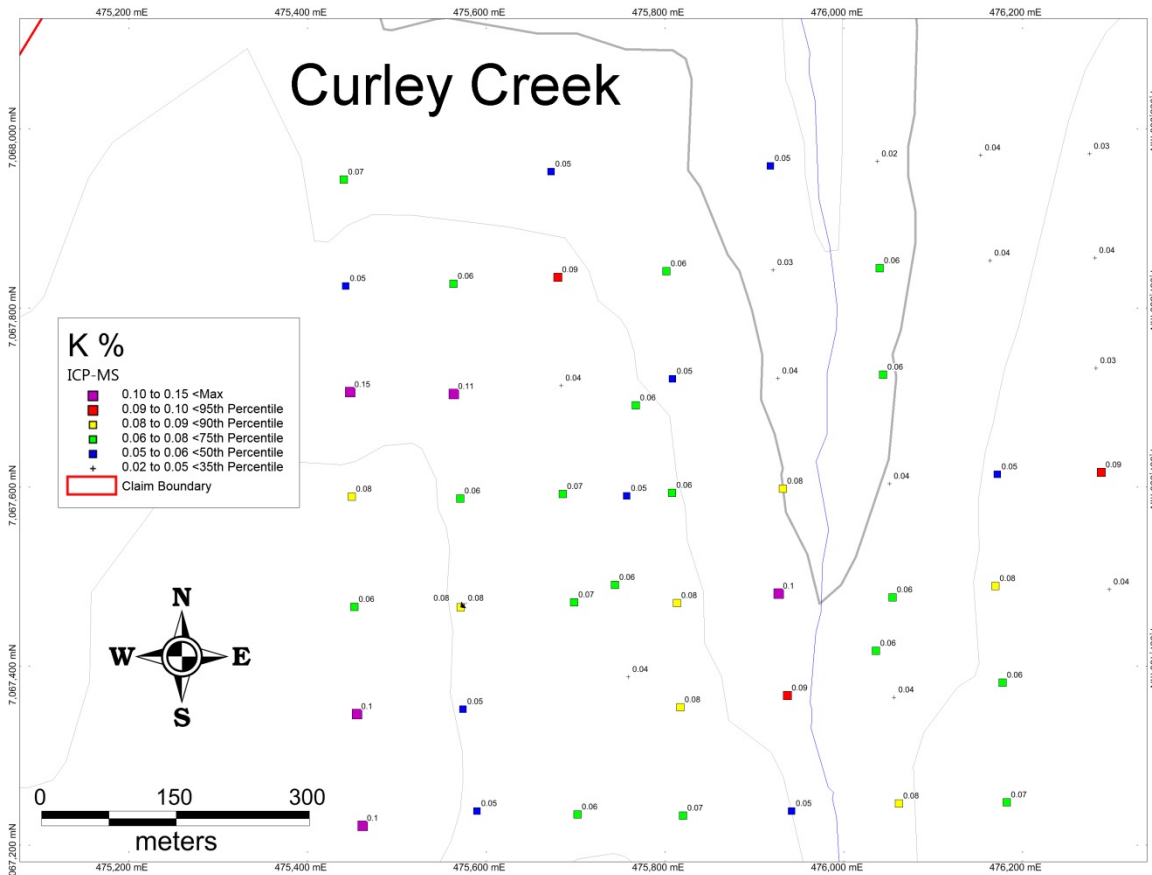 475,200 mE 475,400 mE 475,600 mE 475,800 mE 476,000 mE 476,200 mE
Curley Creek
7,068,000 mN
0.05 0.05 0.02 0.04 0.03
0.07
0.05 0.06 0.09 0.06 0.03 0.06 0.04 0.04
7,067,800 mN
K %
ICP-MS
0.10 to 0.15 <Max
0.09 to 0.10 <95th Percentile
0.08 to 0.09 <90th Percentile
0.06 to 0.08 <75th Percentile
0.05 to 0.06 <50th Percentile
0.02 to 0.05 <35th Percentile
Claim Boundary
0.15 0.11 0.04 0.05 0.04 0.06 0.03
0.06
7,067,600 mN
0.08 0.06 0.07 0.05 0.06 0.08 0.04 0.05 0.09
0.06 0.08 0.08 0.07 0.06 0.08 0.1 0.06 0.08 0.04
N
W E
S
7,067,400 mN
0.04 0.06 0.06
0.1 0.05 0.08 0.09 0.04
0 150 300
meters
0.1 0.05 0.06 0.07 0.05 0.08 0.07
067,200 mN
475,200 mE 475,400 mE 475,600 mE 475,800 mE 476,000 mE 476,200 mE